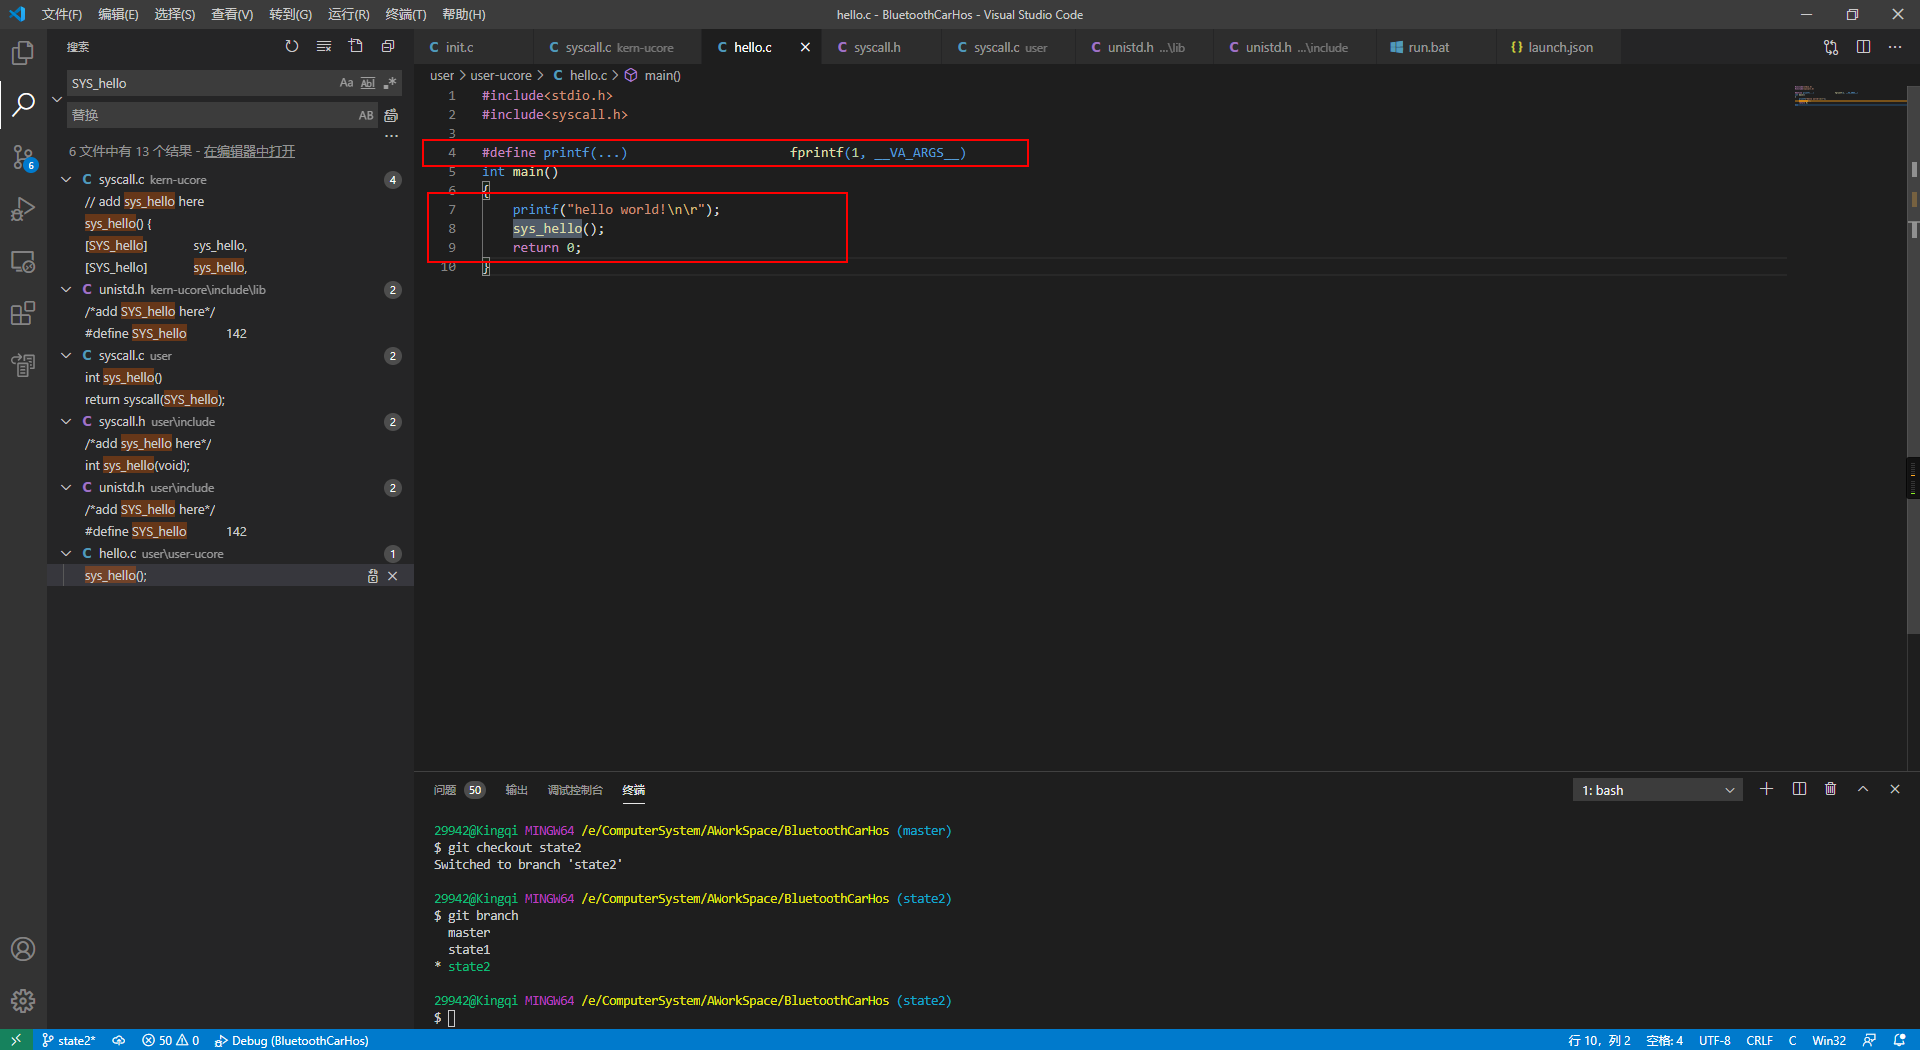 文件(F) 编辑(E) 选择(S) 查看(V) 转到(G) 运行(R) 终端(T) 帮助(H) hello.c - BluetoothCarHos - Visual Studio Code
搜索
SYS_hello Aa Abl .*
替换 AB
6 文件中有 13 个结果 - 在编辑器中打开
syscall.c kern-ucore 4
// add sys_hello here
sys_hello() {
[SYS_hello] sys_hello,
[SYS_hello] sys_hello,
unistd.h kern-ucore\include\lib 2
/*add SYS_hello here*/
#define SYS_hello 142
syscall.c user 2
int sys_hello()
return syscall(SYS_hello);
syscall.h user\include 2
/*add sys_hello here*/
int sys_hello(void);
unistd.h user\include 2
/*add SYS_hello here*/
#define SYS_hello 142
hello.c user\user-ucore 1
sys_hello();
6
C init.c C syscall.c kern-ucore C hello.c C syscall.h C syscall.c user C unistd.h ...\lib C unistd.h ...\include run.bat {} launch.json
user > user-ucore > C hello.c > main()
1 #include<stdio.h>
2 #include<syscall.h>
3
4 #define printf(...) fprintf(1, __VA_ARGS__)
5 int main()
6 {
7 printf("hello world!\n\r");
8 sys_hello();
9 return 0;
10 }
问题 50 输出 调试控制台 终端 1: bash
29942@Kingqi MINGW64 /e/ComputerSystem/AWorkSpace/BluetoothCarHos (master)
$ git checkout state2
Switched to branch 'state2'
29942@Kingqi MINGW64 /e/ComputerSystem/AWorkSpace/BluetoothCarHos (state2)
$ git branch
master
state1
* state2
29942@Kingqi MINGW64 /e/ComputerSystem/AWorkSpace/BluetoothCarHos (state2)
$
state2* 50 0 Debug (BluetoothCarHos) 行 10，列 2 空格: 4 UTF-8 CRLF C Win32